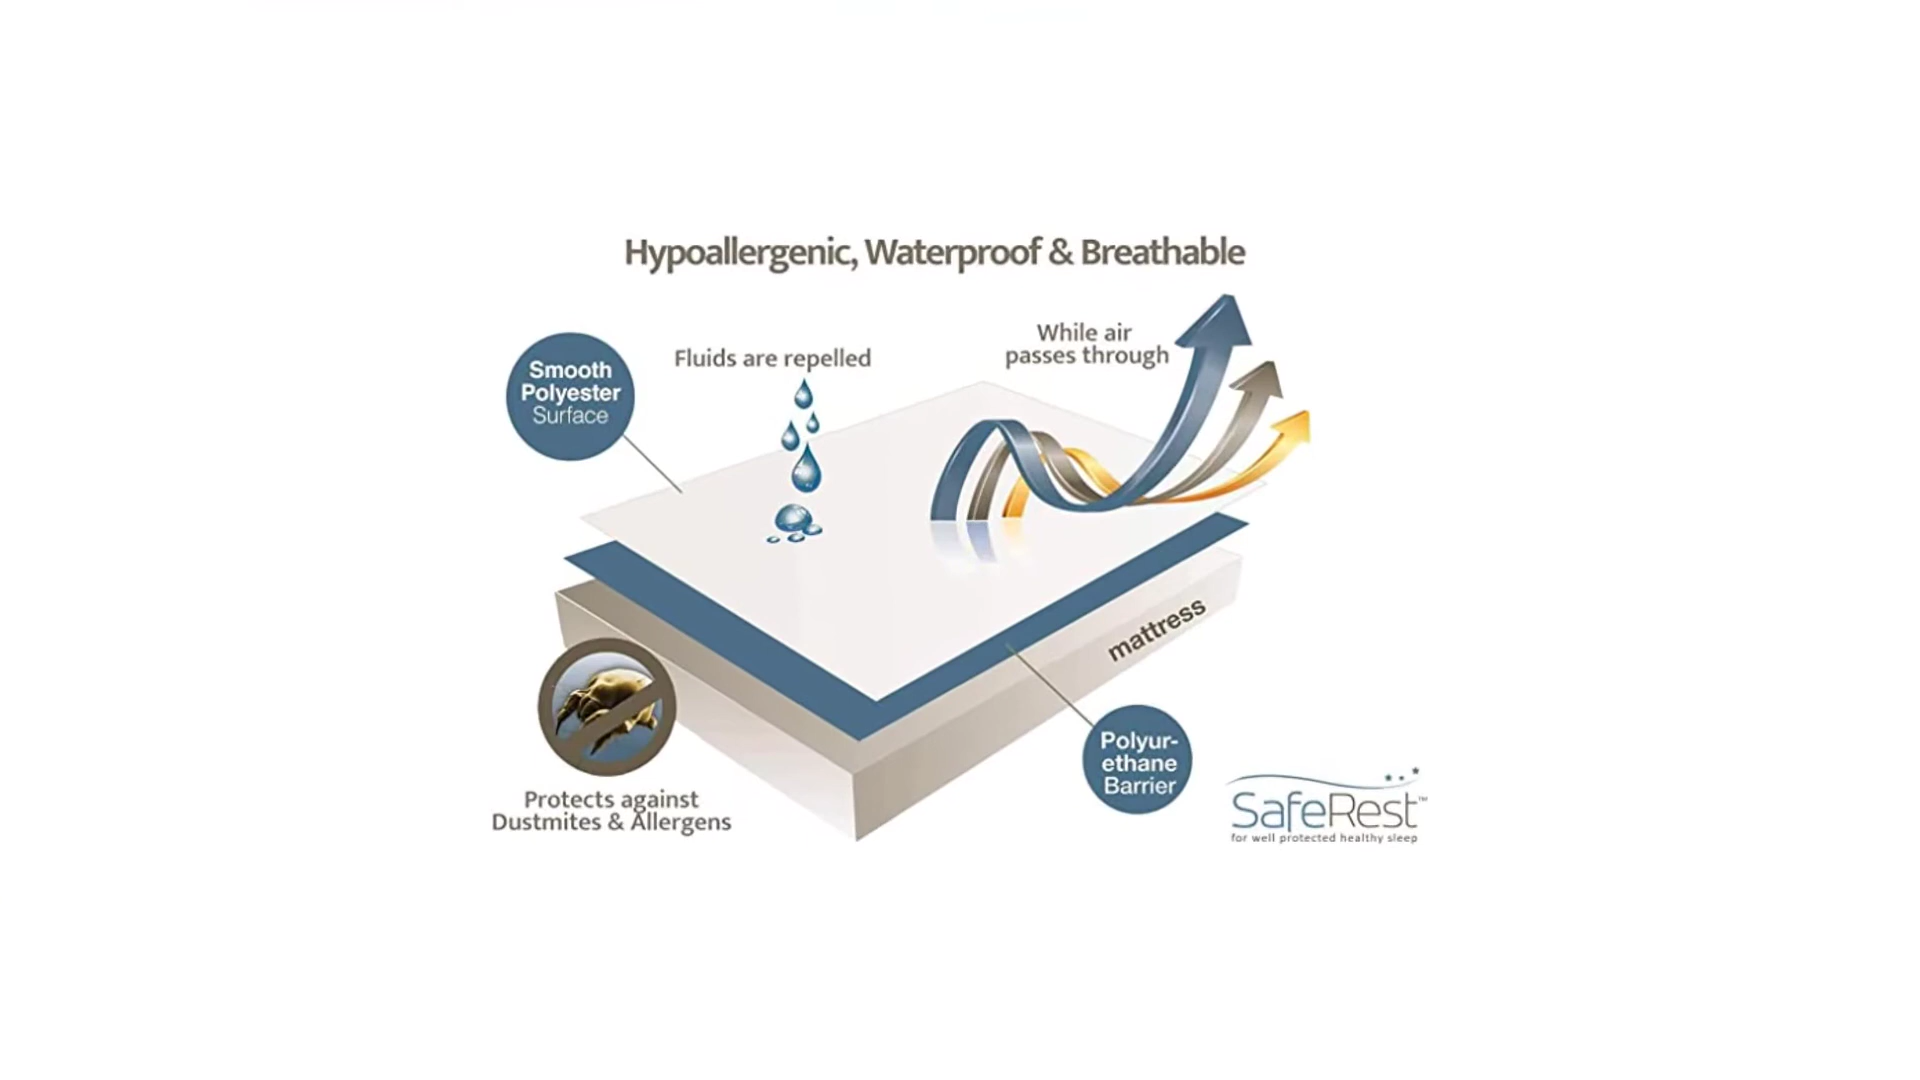 Hypoallergenic, Waterproof & Breathable
Smooth
Polyester
Surface
Fluids are repelled
While air
passes through
mattress
Polyur-
ethane
Barrier
Protects against
Dustmites & Allergens
SafeRest™
for well protected healthy sleep